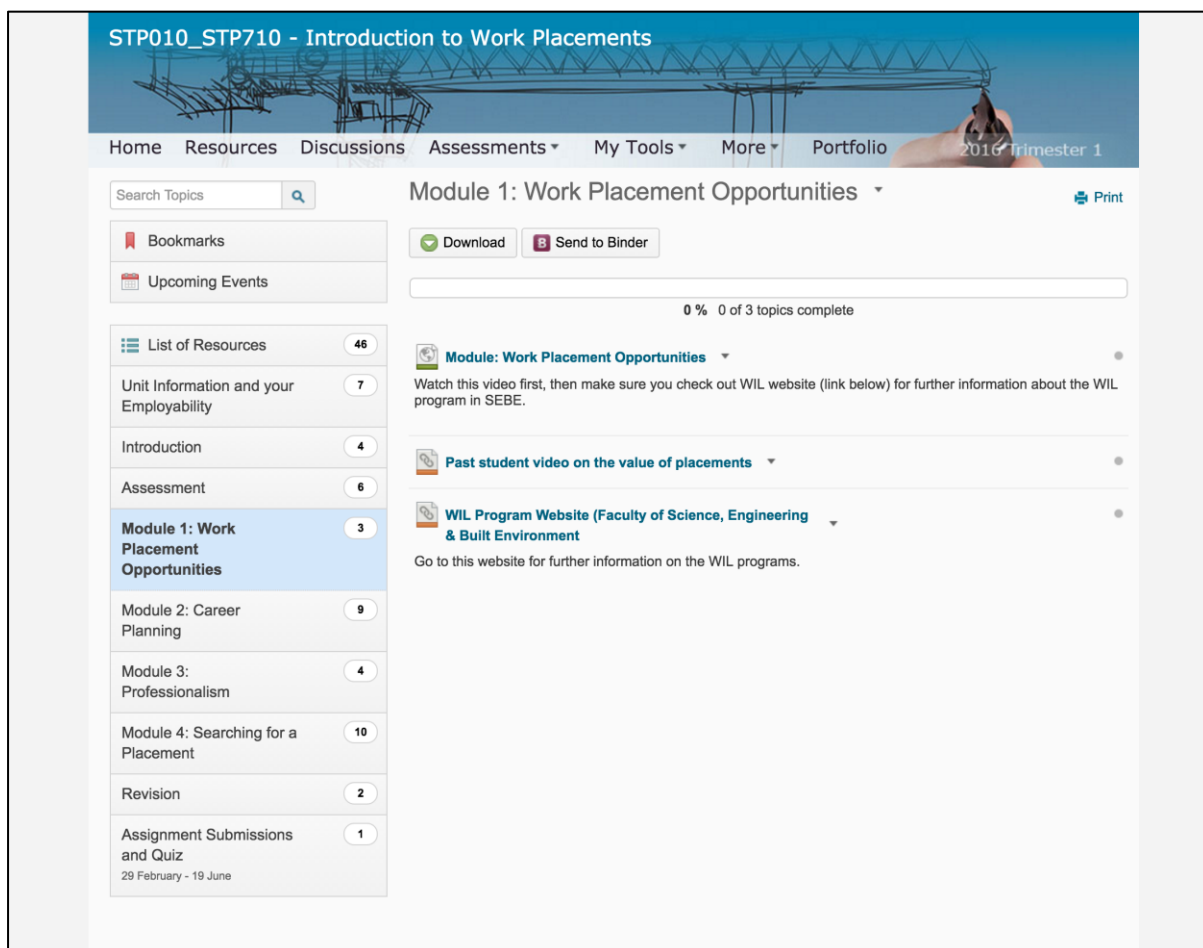 STP010_STP710 - Introduction to Work Placements
Home Resources Discussions Assessments My Tools More Portfolio 2016 Trimester 1
Search Topics
Bookmarks
Upcoming Events
List of Resources 46
Unit Information and your 7
Employability
Introduction 4
Assessment 6
Module 1: Work 3
Placement
Opportunities
Module 2: Career 9
Planning
Module 3: 4
Professionalism
Module 4: Searching for a 10
Placement
Revision 2
Assignment Submissions 1
and Quiz
29 February - 19 June
Module 1: Work Placement Opportunities
Print
Download B Send to Binder
0 % 0 of 3 topics complete
Module: Work Placement Opportunities
Watch this video first, then make sure you check out WIL website (link below) for further information about the WIL
program in SEBE.
Past student video on the value of placements
WIL Program Website (Faculty of Science, Engineering
& Built Environment
Go to this website for further information on the WIL programs.